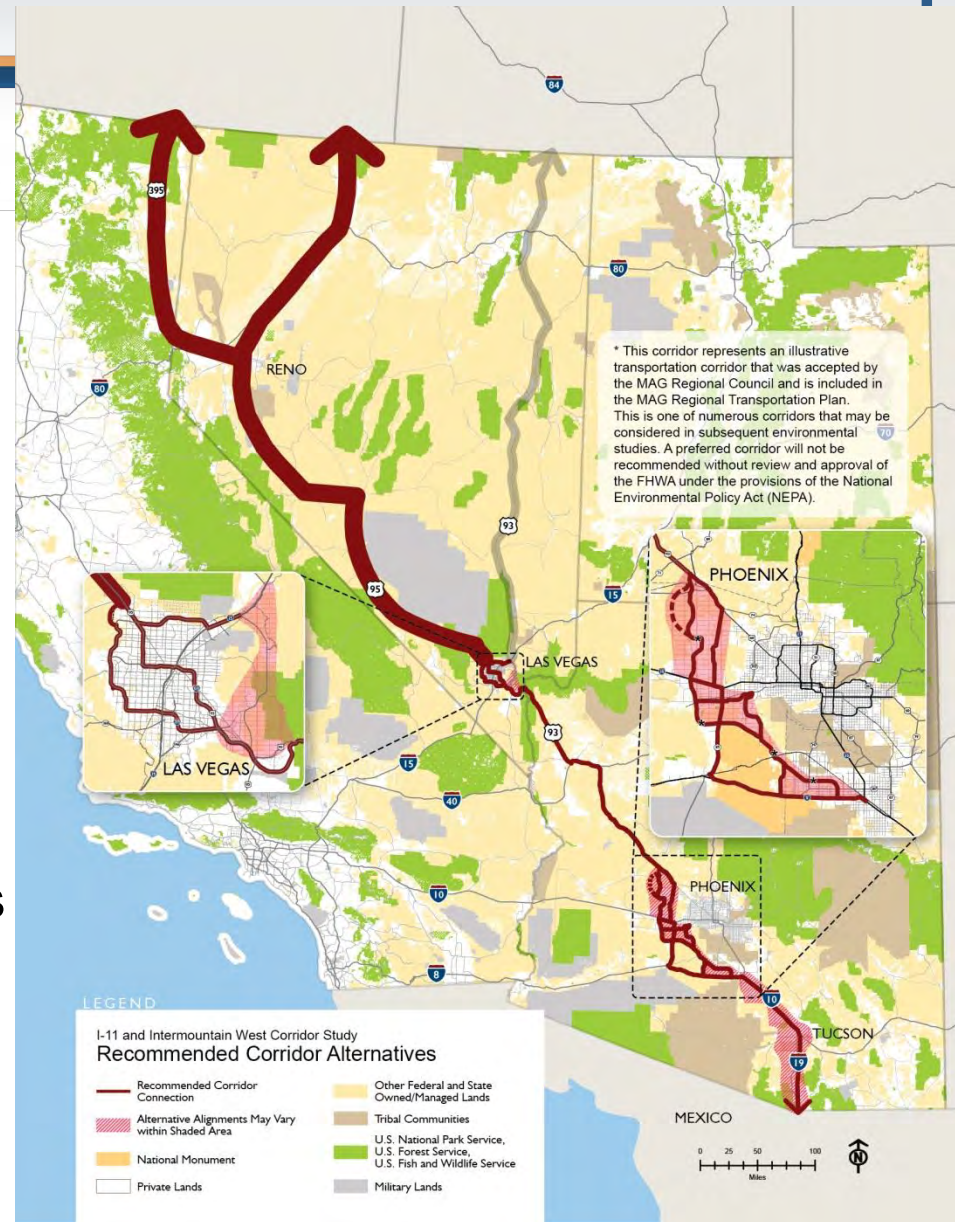 84
395
80
RENO
80
* This corridor represents an illustrative
transportation corridor that was accepted by
the MAG Regional Council and is included in
the MAG Regional Transportation Plan.
This is one of numerous corridors that may be
considered in subsequent environmental
studies. A preferred corridor will not be
recommended without review and approval of
the FHWA under the provisions of the National
Environmental Policy Act (NEPA).
70
93
95
15
PHOENIX
LAS VEGAS
LAS VEGAS
93
15
40
PHOENIX
10
S
8
10
TUCSON
19
MEXICO
LEGEND
I-11 and Intermountain West Corridor Study
Recommended Corridor Alternatives
Recommended Corridor
Connection
Alternative Alignments May Vary
within Shaded Area
National Monument
Private Lands
Other Federal and State
Owned/Managed Lands
Tribal Communities
U.S. National Park Service,
U.S. Forest Service,
U.S. Fish and Wildlife Service
Military Lands
0 25 50 100
Miles
N